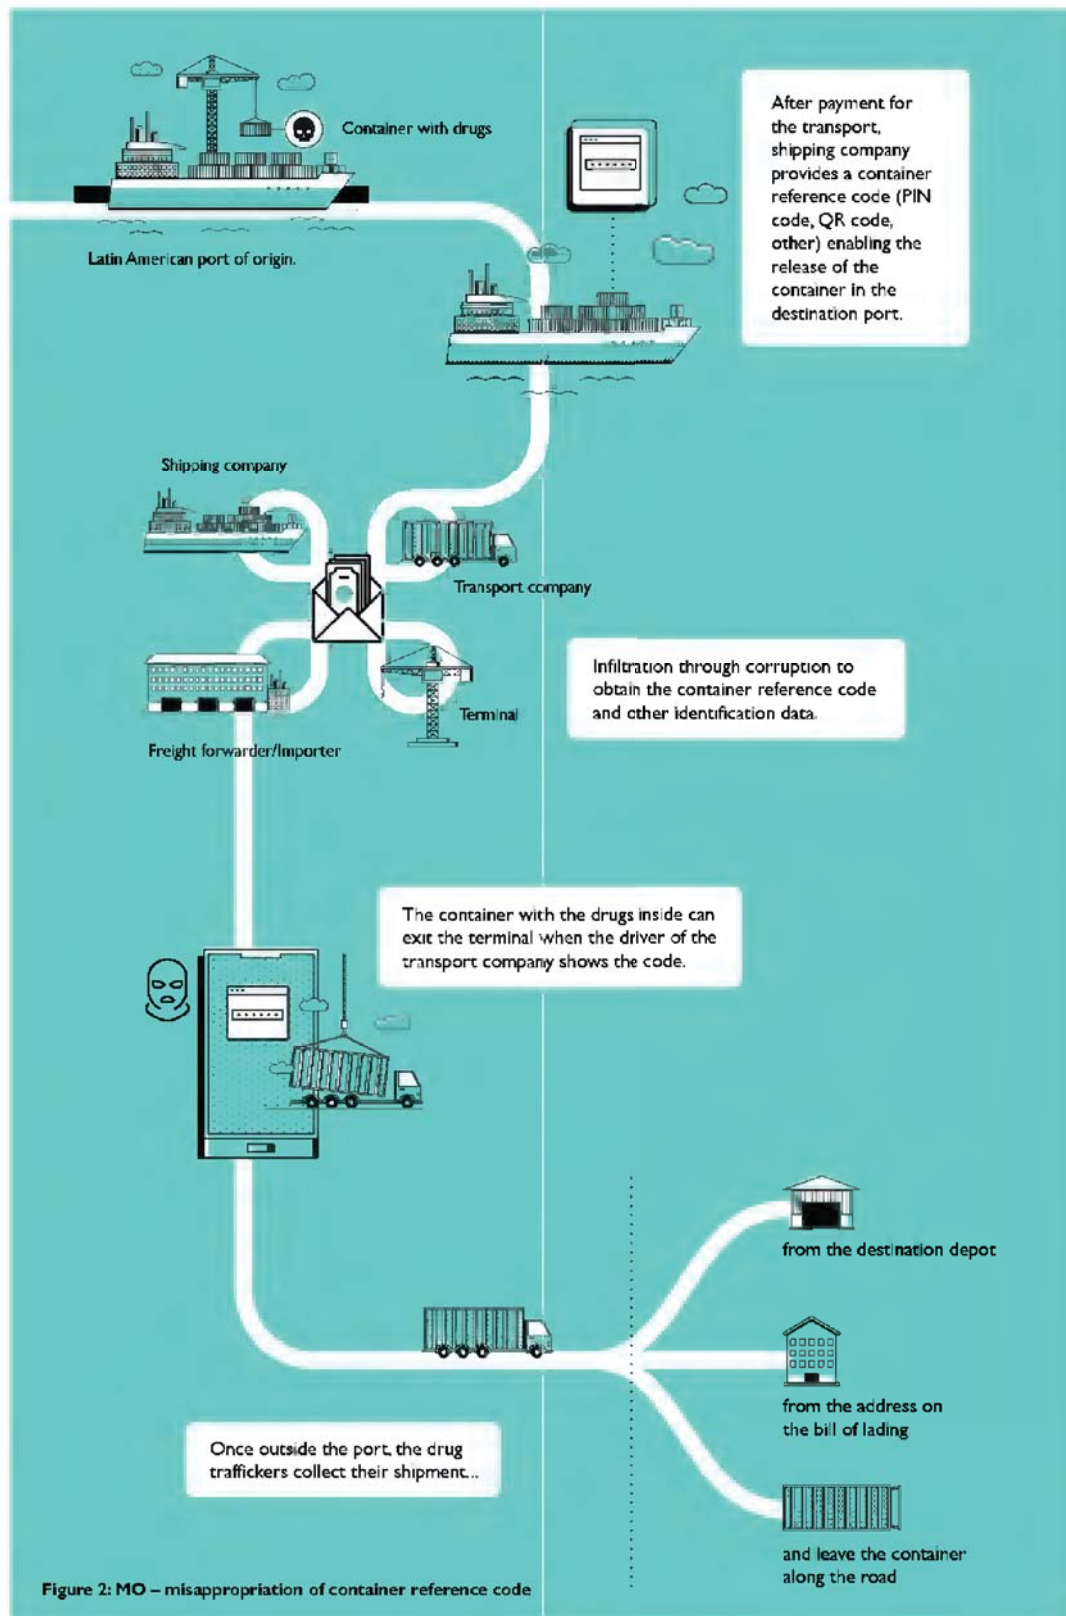 Container with drugs
Latin American port of origin.
After payment for
the transport,
shipping company
provides a container
reference code (PIN
code, QR code,
other) enabling the
release of the
container in the
destination port.
Shipping company
Transport company
Terminal
Freight forwarder/Importer
Infiltration through corruption to
obtain the container reference code
and other identification data.
The container with the drugs inside can
exit the terminal when the driver of the
transport company shows the code.
from the destination depot
from the address on
the bill of lading
Once outside the port, the drug
traffickers collect their shipment...
and leave the container
along the road
Figure 2: MO – misappropriation of container reference code